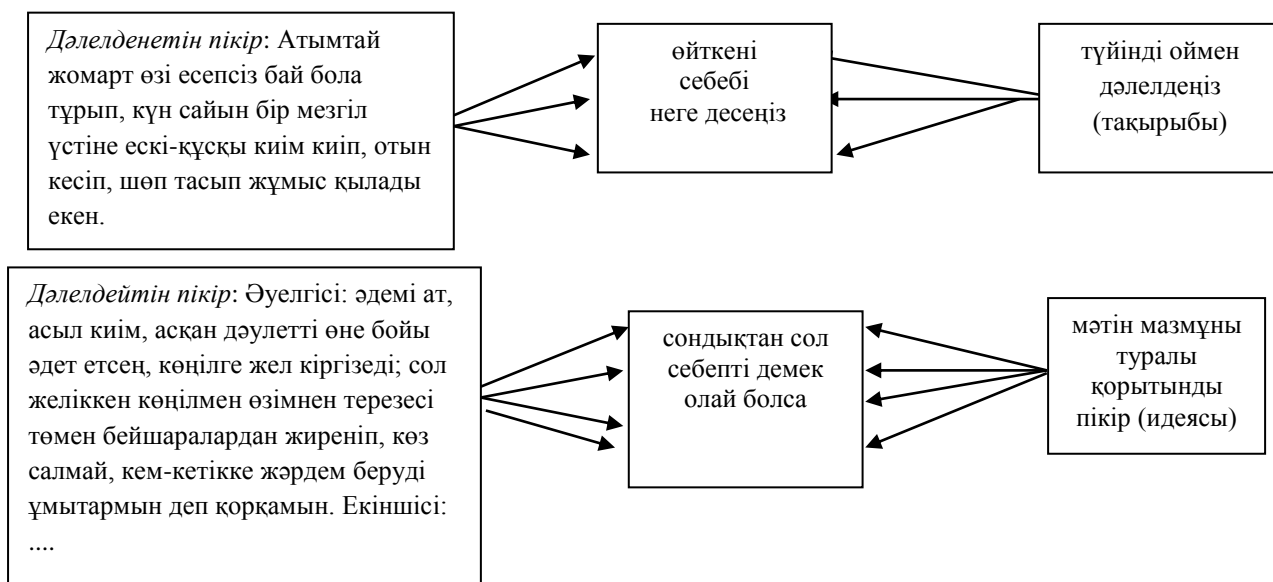 Дәлелденетін пікір: Атымтай
жомарт өзі есепсіз бай бола
тұрып, күн сайын бір мезгіл
үстіне ескі-құсқы киім киіп, отын
кесіп, шөп тасып жұмыс қылады
екен.
өйткені
себебі
неге десеңіз
түйінді оймен
дәлелдеңіз
(тақырыбы)
Дәлелдейтін пікір: Әуелгісі: әдемі ат,
асыл киім, асқан дәулетті өне бойы
әдет етсең, көңілге жел кіргізеді; сол
желіккен көңілмен өзімнен терезесі
төмен бейшаралардан жиреніп, көз
салмай, кем-кетікке жәрдем беруді
ұмытармын деп қорқамын. Екіншісі:
....
сондықтан сол
себепті демек
олай болса
мәтін мазмұны
туралы
қорытынды
пікір (идеясы)